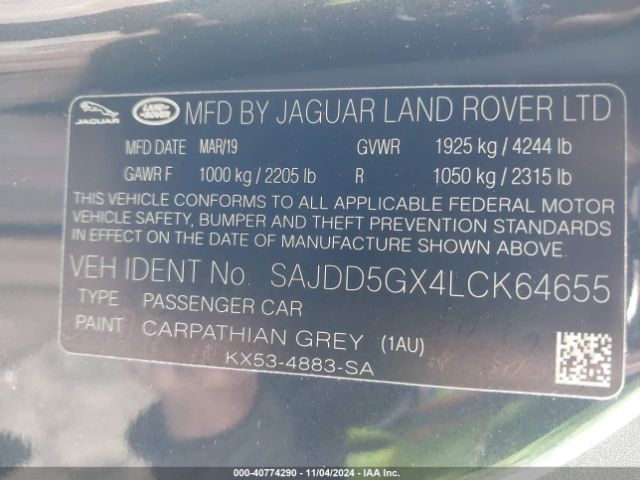 JAGUAR LAND ROVER MFD BY JAGUAR LAND ROVER LTD
MFD DATE MAR/19 GVWR 1925 kg / 4244 lb
GAWR F 1000 kg / 2205 lb R 1050 kg / 2315 lb
THIS VEHICLE CONFORMS TO ALL APPLICABLE FEDERAL MOTOR
VEHICLE SAFETY, BUMPER AND THEFT PREVENTION STANDARDS
IN EFFECT ON THE DATE OF MANUFACTURE SHOWN ABOVE
VEH IDENT No. SAJDD5GX4LCK64655
TYPE PASSENGER CAR
PAINT CARPATHIAN GREY (1AU)
KX53-4883-SA
000-40774290 - 11/04/2024 - IAA Inc.